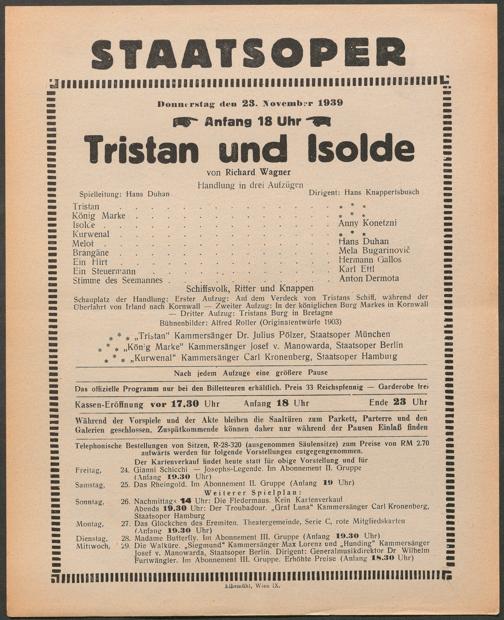 STAATSOPER
Donnerstag den 23. November 1939
Anfang 18 Uhr
Tristan und Isolde
von Richard Wagner
Handlung in drei Aufzügen
Spielleitung: Hans Duhan Dirigent: Hans Knappertsbusch
Tristan . . . * * *
König Marke . . . * * *
Isolde . . . Anny Konetzni
Kurwenal . . . * * *
Melot . . . Hans Duhan
Brangäne . . . Mela Bugarinović
Ein Hirt . . . Hermann Gallos
Ein Steuermann . . . Karl Ettl
Stimme des Seemannes . . . Anton Dermota
Schiffsvolk, Ritter und Knappen
Schauplatz der Handlung: Erster Aufzug: Auf dem Verdeck von Tristans Schiff, während der
Überfahrt von Irland nach Kornwall — Zweiter Aufzug: In der königlichen Burg Markes in Kornwall
— Dritter Aufzug: Tristans Burg in Bretagne
Bühnenbilder: Alfred Roller (Originalentwürfe 1903)
* * * „Tristan" Kammersänger Dr. Julius Pölzer, Staatsoper München
* * * „König Marke" Kammersänger Josef v. Manowarda, Staatsoper Berlin
* * * „Kurwenal" Kammersänger Carl Kronenberg, Staatsoper Hamburg
Nach jedem Aufzuge eine größere Pause
Das offizielle Programm nur bei den Billetteuren erhältlich. Preis 33 Reichspfennig — Garderobe frei
Kassen-Eröffnung vor 17.30 Uhr Anfang 18 Uhr Ende 23 Uhr
Während der Vorspiele und der Akte bleiben die Saaltüren zum Parkett, Parterre und den
Galerien geschlossen. Zuspätkommende können daher nur während der Pausen Einlaß finden
Telephonische Bestellungen von Sitzen, R-28-320 (ausgenommen Säulensitze) zum Preise von RM 2.70
aufwärts werden für folgende Vorstellungen entgegengenommen.
Der Kartenverkauf findet heute statt für obige Vorstellung und für
Freitag, 24. Gianni Schicchi — Josephs-Legende. Im Abonnement II. Gruppe
(Anfang 19.30 Uhr)
Samstag, 25. Das Rheingold. Im Abonnement II. Gruppe (Anfang 19 Uhr)
Weiterer Spielplan:
Sonntag, 26. Nachmittags 14 Uhr: Die Fledermaus. Kein Kartenverkauf
Abends 19.30 Uhr: Der Troubadour. „Graf Luna" Kammersänger Carl Kronenberg,
Staatsoper Hamburg
Montag, 27. Das Glöckchen des Eremiten. Theatergemeinde, Serie C, rote Mitgliedskarten
(Anfang 19.30 Uhr)
Dienstag, 28. Madame Butterfly. Im Abonnement III. Gruppe (Anfang 19.30 Uhr)
Mittwoch, 29. Die Walküre. „Siegmund" Kammersänger Max Lorenz und „Hunding" Kammersänger
Josef v. Manowarda, Staatsoper Berlin. Dirigent: Generalmusikdirektor Dr Wilhelm
Furtwängler. Im Abonnement III. Gruppe. Erhöhte Preise (Anfang 18.30 Uhr)
Wien IX.